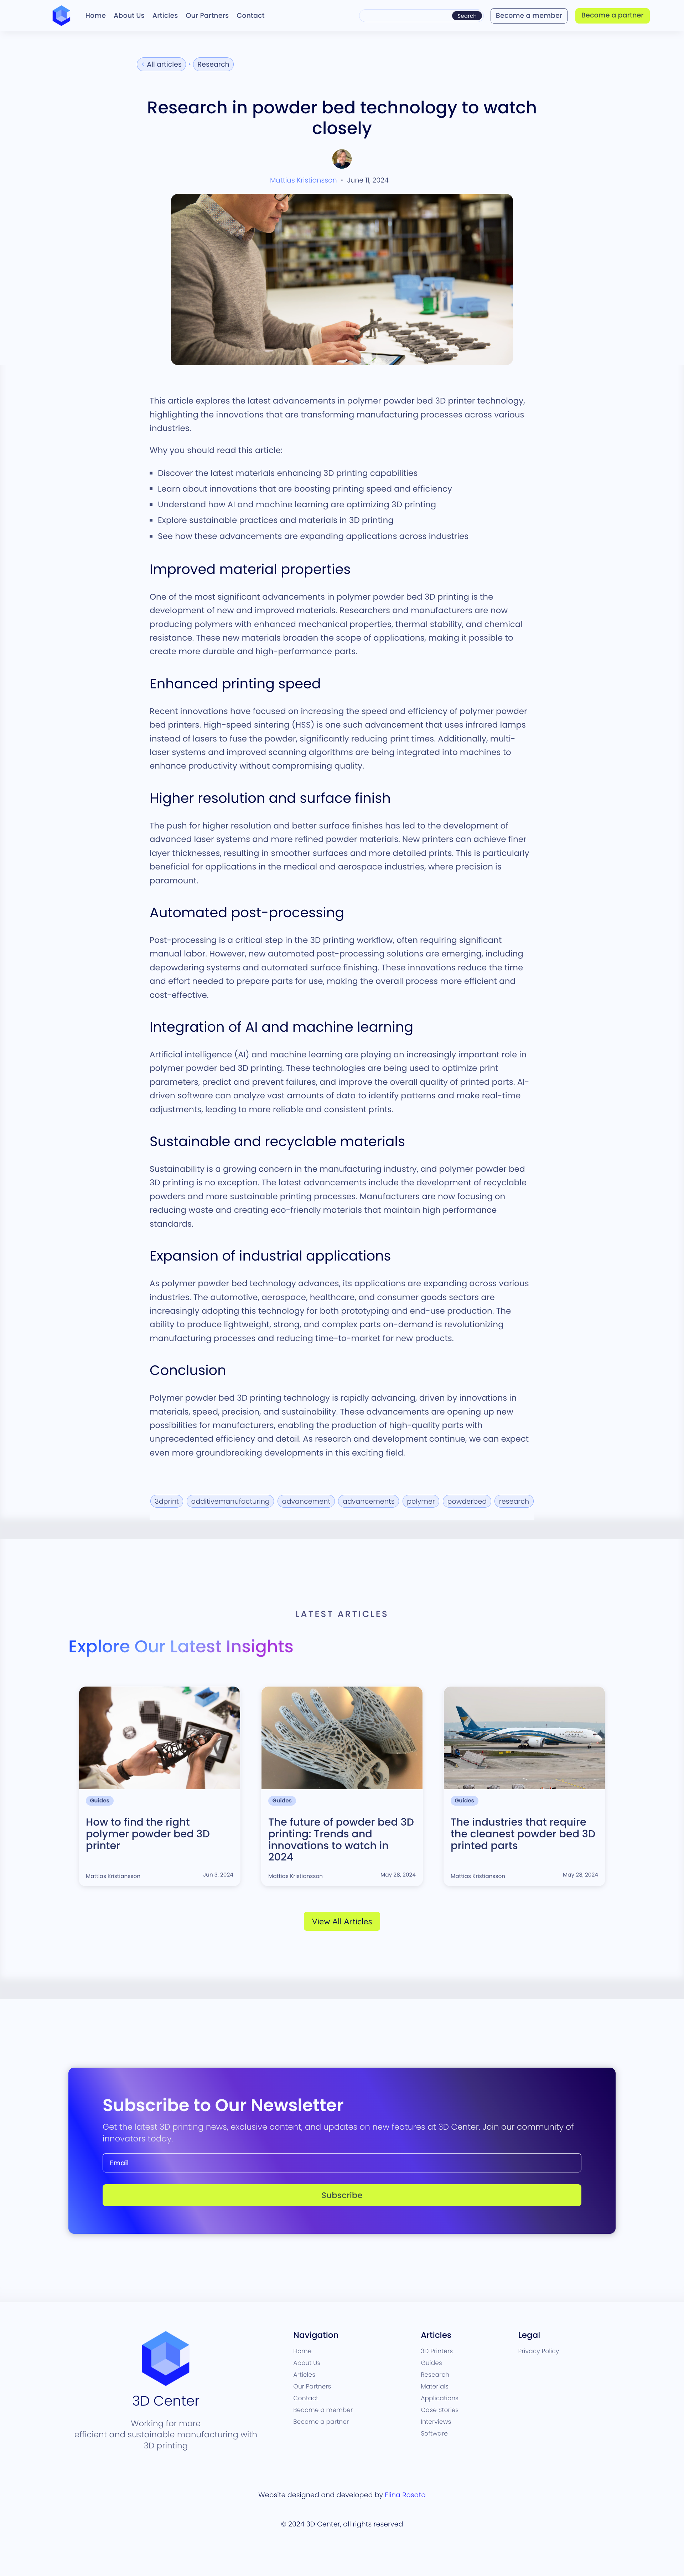 Home About Us Articles Our Partners Contact Search Become a member Become a partner
< All articles • Research
Research in powder bed technology to watch
closely
Mattias Kristiansson • June 11, 2024
This article explores the latest advancements in polymer powder bed 3D printer technology,
highlighting the innovations that are transforming manufacturing processes across various
industries.
Why you should read this article:
Discover the latest materials enhancing 3D printing capabilities
Learn about innovations that are boosting printing speed and efficiency
Understand how AI and machine learning are optimizing 3D printing
Explore sustainable practices and materials in 3D printing
See how these advancements are expanding applications across industries
Improved material properties
One of the most significant advancements in polymer powder bed 3D printing is the
development of new and improved materials. Researchers and manufacturers are now
producing polymers with enhanced mechanical properties, thermal stability, and chemical
resistance. These new materials broaden the scope of applications, making it possible to
create more durable and high-performance parts.
Enhanced printing speed
Recent innovations have focused on increasing the speed and efficiency of polymer powder
bed printers. High-speed sintering (HSS) is one such advancement that uses infrared lamps
instead of lasers to fuse the powder, significantly reducing print times. Additionally, multi-
laser systems and improved scanning algorithms are being integrated into machines to
enhance productivity without compromising quality.
Higher resolution and surface finish
The push for higher resolution and better surface finishes has led to the development of
advanced laser systems and more refined powder materials. New printers can achieve finer
layer thicknesses, resulting in smoother surfaces and more detailed prints. This is particularly
beneficial for applications in the medical and aerospace industries, where precision is
paramount.
Automated post-processing
Post-processing is a critical step in the 3D printing workflow, often requiring significant
manual labor. However, new automated post-processing solutions are emerging, including
depowdering systems and automated surface finishing. These innovations reduce the time
and effort needed to prepare parts for use, making the overall process more efficient and
cost-effective.
Integration of AI and machine learning
Artificial intelligence (AI) and machine learning are playing an increasingly important role in
polymer powder bed 3D printing. These technologies are being used to optimize print
parameters, predict and prevent failures, and improve the overall quality of printed parts. AI-
driven software can analyze vast amounts of data to identify patterns and make real-time
adjustments, leading to more reliable and consistent prints.
Sustainable and recyclable materials
Sustainability is a growing concern in the manufacturing industry, and polymer powder bed
3D printing is no exception. The latest advancements include the development of recyclable
powders and more sustainable printing processes. Manufacturers are now focusing on
reducing waste and creating eco-friendly materials that maintain high performance
standards.
Expansion of industrial applications
As polymer powder bed technology advances, its applications are expanding across various
industries. The automotive, aerospace, healthcare, and consumer goods sectors are
increasingly adopting this technology for both prototyping and end-use production. The
ability to produce lightweight, strong, and complex parts on-demand is revolutionizing
manufacturing processes and reducing time-to-market for new products.
Conclusion
Polymer powder bed 3D printing technology is rapidly advancing, driven by innovations in
materials, speed, precision, and sustainability. These advancements are opening up new
possibilities for manufacturers, enabling the production of high-quality parts with
unprecedented efficiency and detail. As research and development continue, we can expect
even more groundbreaking developments in this exciting field.
3dprint additivemanufacturing advancement advancements polymer powderbed research
LATEST ARTICLES
Explore Our Latest Insights
Guides
How to find the right
polymer powder bed 3D
printer
Mattias Kristiansson Jun 3, 2024
Guides
The future of powder bed 3D
printing: Trends and
innovations to watch in
2024
Mattias Kristiansson May 28, 2024
Guides
The industries that require
the cleanest powder bed 3D
printed parts
Mattias Kristiansson May 28, 2024
View All Articles
Subscribe to Our Newsletter
Get the latest 3D printing news, exclusive content, and updates on new features at 3D Center. Join our community of
innovators today.
Email
Subscribe
3D Center
Working for more
efficient and sustainable manufacturing with
3D printing
Navigation
Home
About Us
Articles
Our Partners
Contact
Become a member
Become a partner
Articles
3D Printers
Guides
Research
Materials
Applications
Case Stories
Interviews
Software
Legal
Privacy Policy
Website designed and developed by Elina Rosato
© 2024 3D Center, all rights reserved